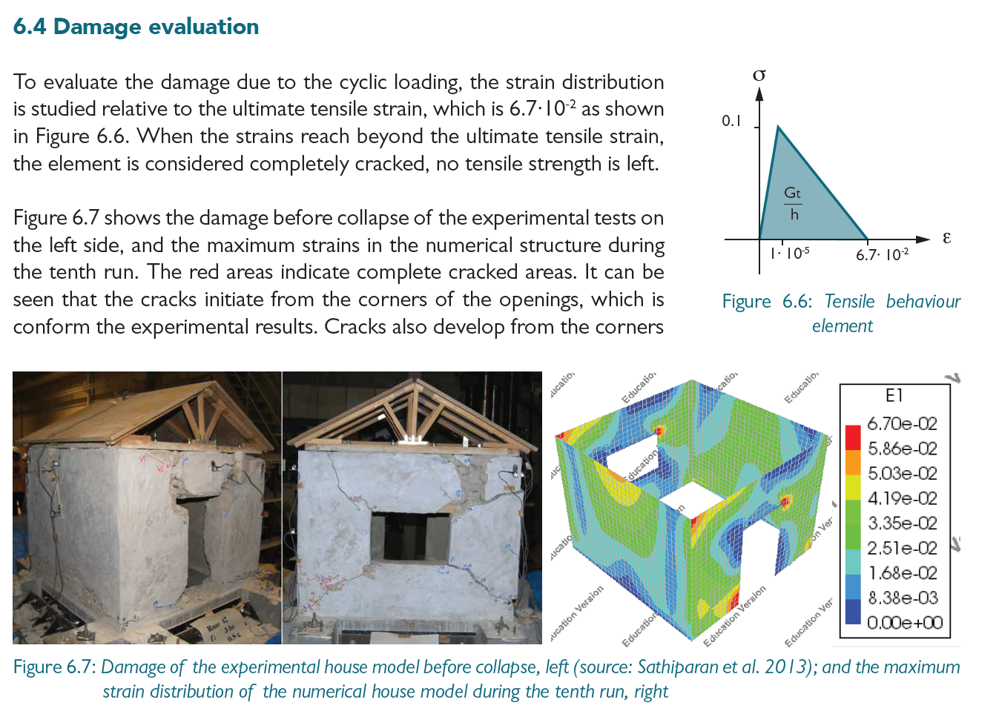 6.4 Damage evaluation
To evaluate the damage due to the cyclic loading, the strain distribution
is studied relative to the ultimate tensile strain, which is 6.7·10-2 as shown
in Figure 6.6. When the strains reach beyond the ultimate tensile strain,
the element is considered completely cracked, no tensile strength is left.
Figure 6.7 shows the damage before collapse of the experimental tests on
the left side, and the maximum strains in the numerical structure during
the tenth run. The red areas indicate complete cracked areas. It can be
seen that the cracks initiate from the corners of the openings, which is
conform the experimental results. Cracks also develop from the corners
σ
0.1
Gt
h
ε
1· 10-5
6.7· 10-2
Figure 6.6: Tensile behaviour
element
Education Version
Education Version
E1
6.70e-02
5.86e-02
5.03e-02
4.19e-02
3.35e-02
2.51e-02
1.68e-02
8.38e-03
0.00e+00
Figure 6.7: Damage of the experimental house model before collapse, left (source: Sathiparan et al. 2013); and the maximum
strain distribution of the numerical house model during the tenth run, right